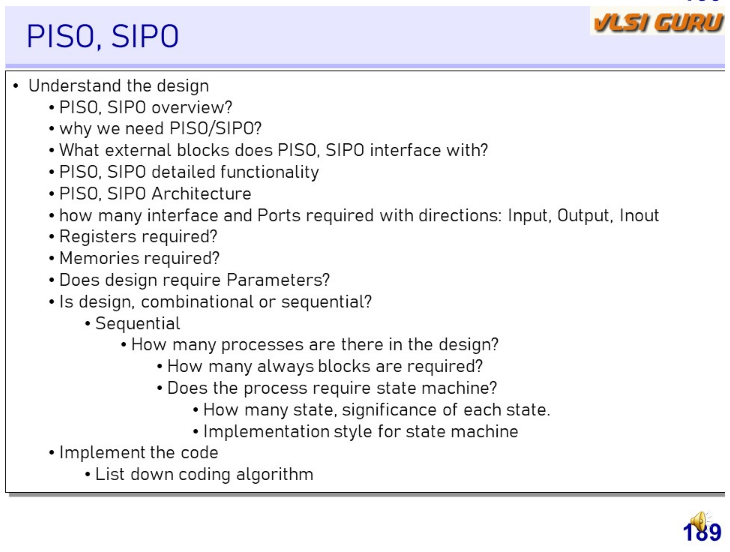 PISO, SIPO
VLSI GURU
• Understand the design
• PISO, SIPO overview?
• why we need PISO/SIPO?
• What external blocks does PISO, SIPO interface with?
• PISO, SIPO detailed functionality
• PISO, SIPO Architecture
• how many interface and Ports required with directions: Input, Output, Inout
• Registers required?
• Memories required?
• Does design require Parameters?
• Is design, combinational or sequential?
• Sequential
• How many processes are there in the design?
• How many always blocks are required?
• Does the process require state machine?
• How many state, significance of each state.
• Implementation style for state machine
• Implement the code
• List down coding algorithm
189